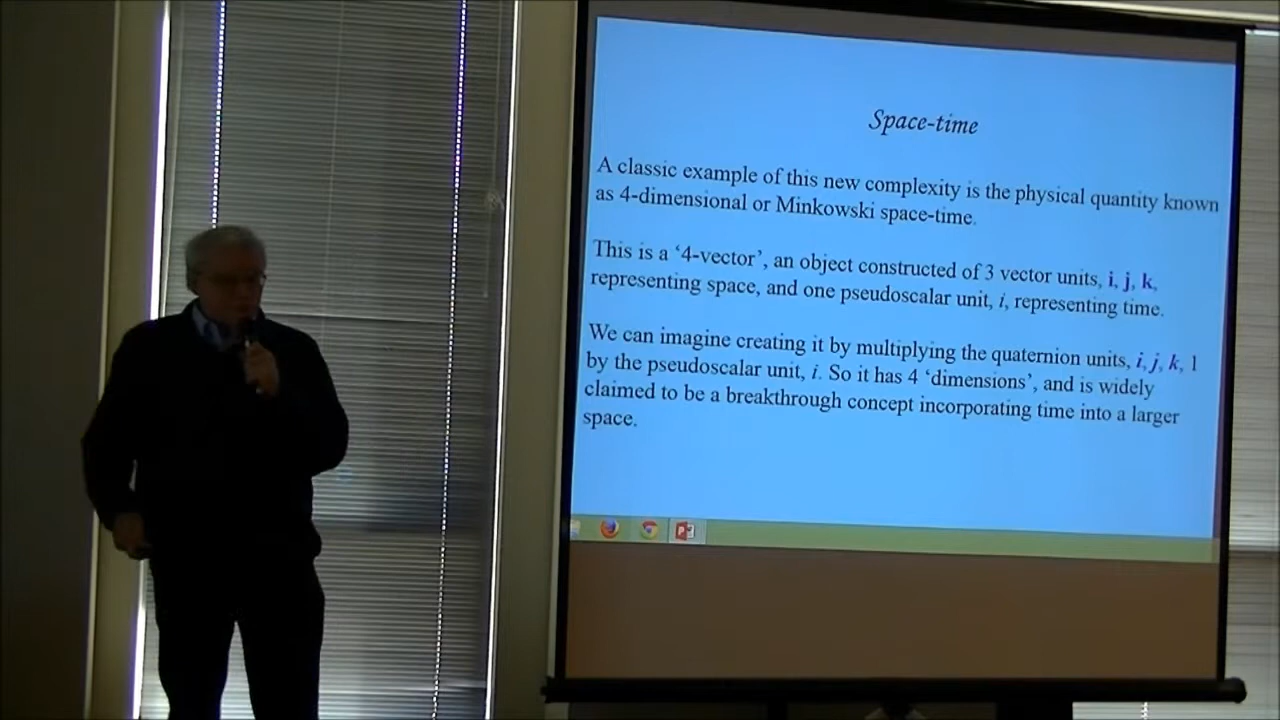 Space-time
A classic example of this new complexity is the physical quantity known
as 4-dimensional or Minkowski space-time.
This is a ‘4-vector’, an object constructed of 3 vector units, i, j, k,
representing space, and one pseudoscalar unit, i, representing time.
We can imagine creating it by multiplying the quaternion units, i, j, k, 1
by the pseudoscalar unit, i. So it has 4 ‘dimensions’, and is widely
claimed to be a breakthrough concept incorporating time into a larger
space.